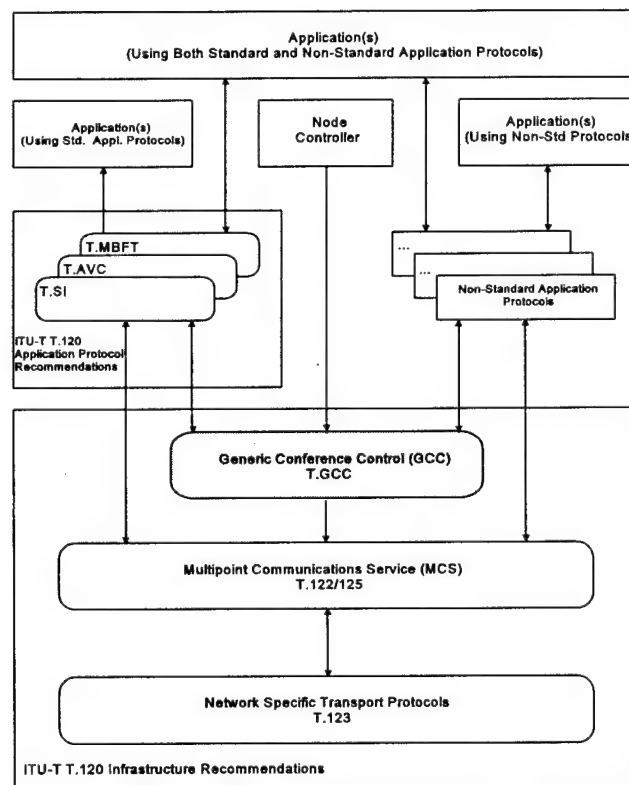 Application(s)
(Using Both Standard and Non-Standard Application Protocols)
Application(s)
(Using Std. Appl. Protocols)
Node
Controller
Application(s)
(Using Non-Std Protocols)
T.MBFT
T.AVC
T.SI
...
...
Non-Standard Application
Protocols
ITU-T T.120
Application Protocol
Recommendations
Generic Conference Control (GCC)
T.GCC
Multipoint Communications Service (MCS)
T.122/125
Network Specific Transport Protocols
T.123
ITU-T T.120 Infrastructure Recommendations